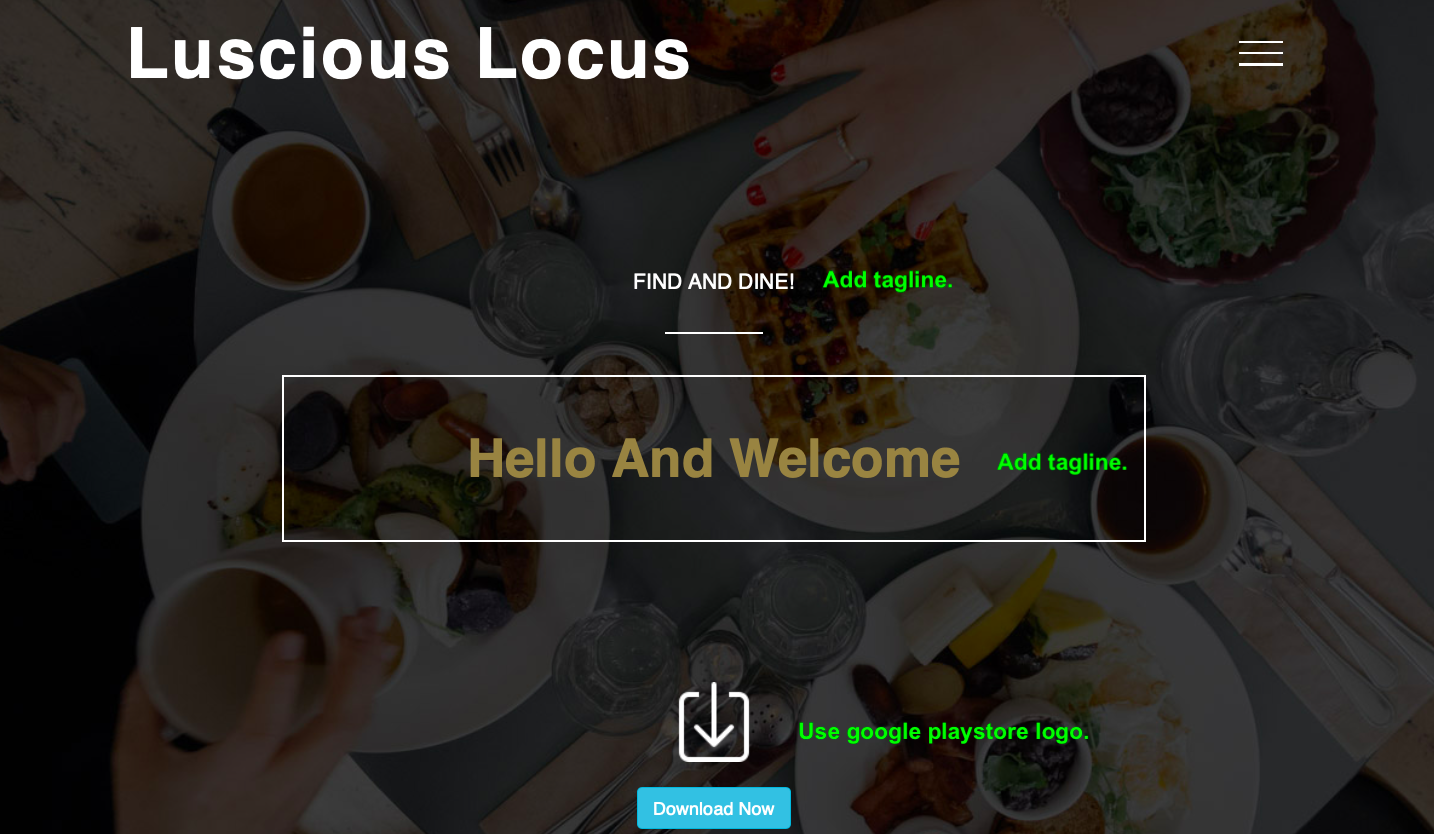 Luscious Locus
FIND AND DINE! Add tagline.
Hello And Welcome Add tagline.
Use google playstore logo.
Download Now